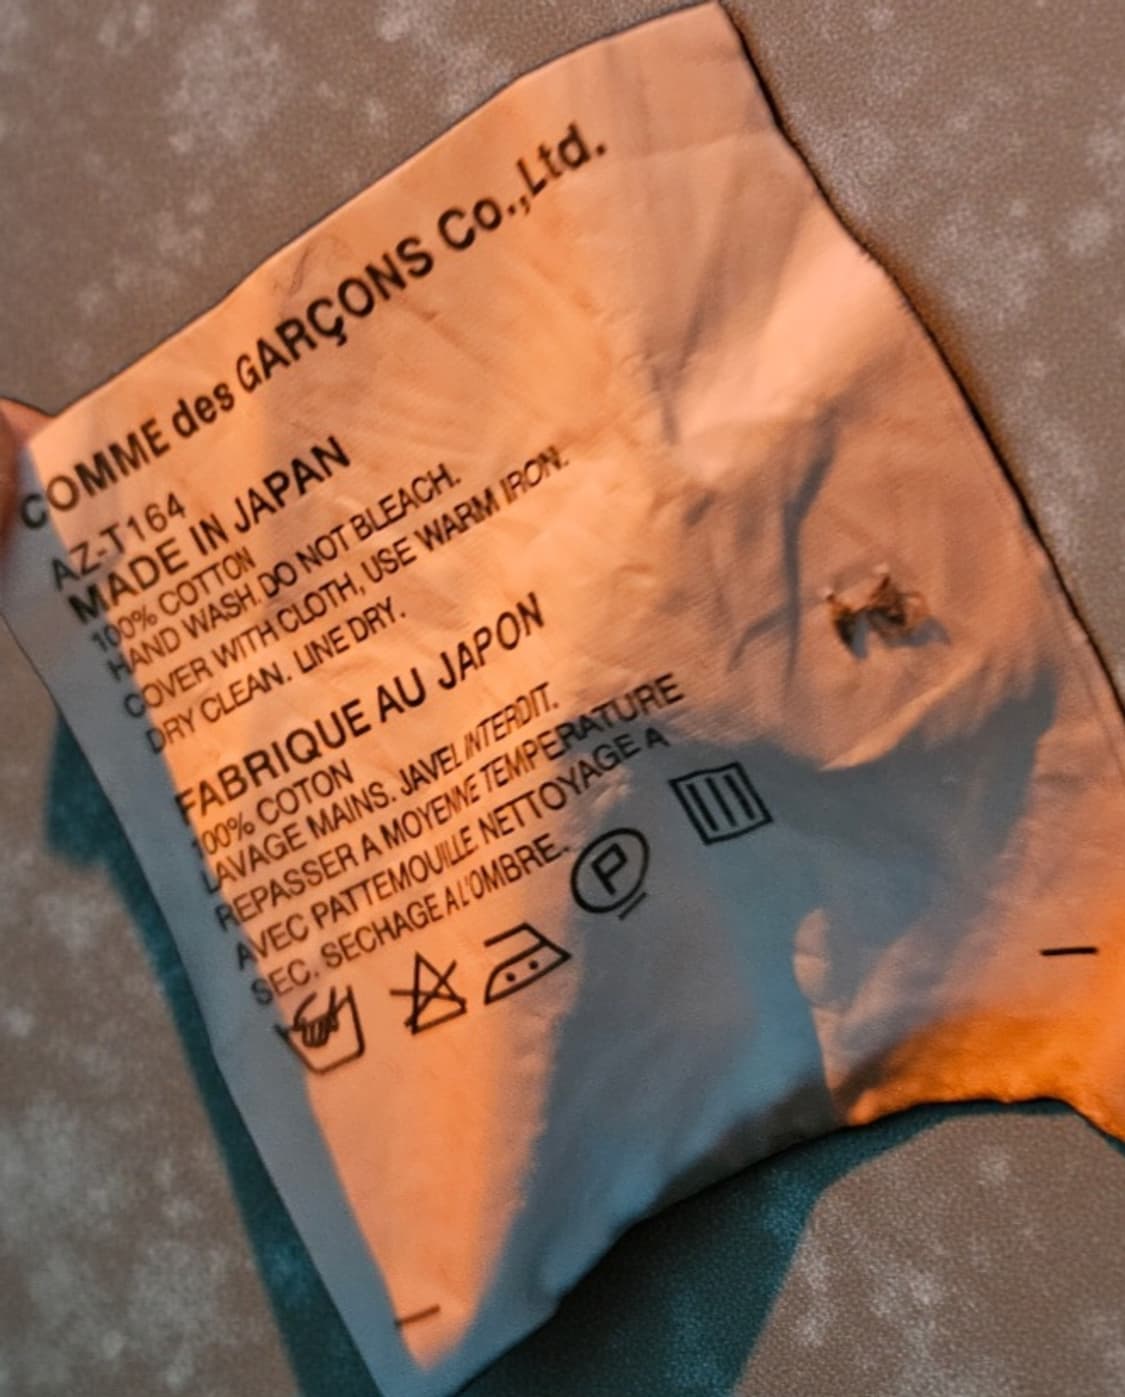 COMME des GARÇONS Co.,Ltd.
AZ-T164
MADE IN JAPAN
100% COTTON
HAND WASH. DO NOT BLEACH.
COVER WITH CLOTH, USE WARM IRON.
DRY CLEAN. LINE DRY.
FABRIQUE AU JAPON
100% COTON
LAVAGE MAINS. JAVEL INTERDIT.
REPASSER A MOYENNE TEMPERATURE
AVEC PATTEMOUILLE NETTOYAGE A
SEC. SECHAGE A L'OMBRE.
P